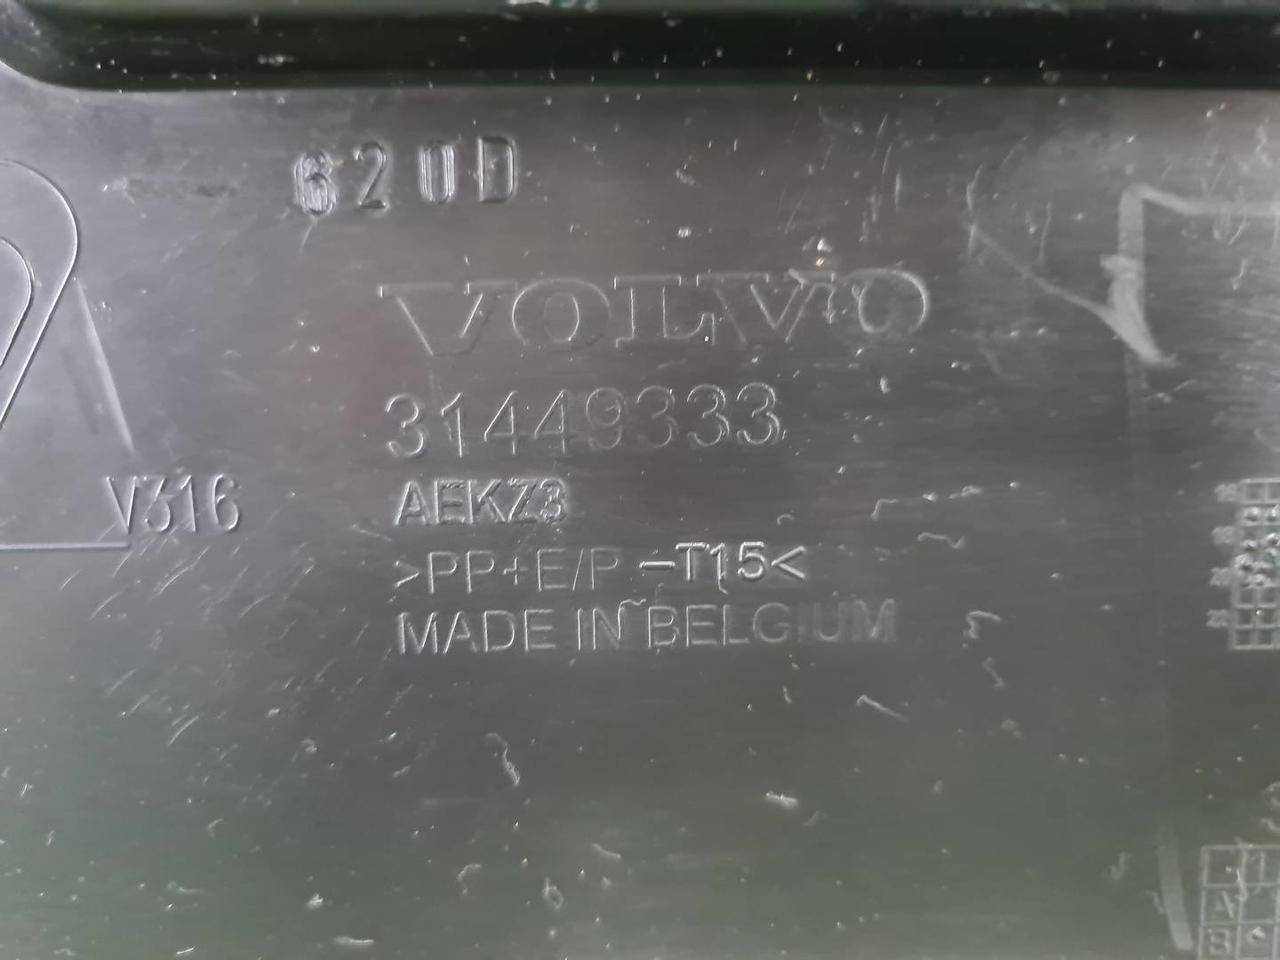 620D
VOLVO
31449333
V316
AEKZ3
>PP+E/P-T15<
MADE IN BELGIUM
A
B